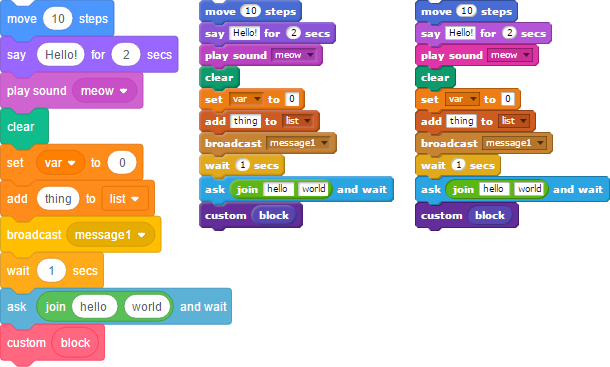 move 10 steps
say Hello! for 2 secs
play sound meow
clear
set var to 0
add thing to list
broadcast message1
wait 1 secs
ask join hello world and wait
custom block
move 10 steps
say Hello! for 2 secs
play sound meow
clear
set var to 0
add thing to list
broadcast message1
wait 1 secs
ask join hello world and wait
custom block
move 10 steps
say Hello! for 2 secs
play sound meow
clear
set var to 0
add thing to list
broadcast message1
wait 1 secs
ask join hello world and wait
custom block